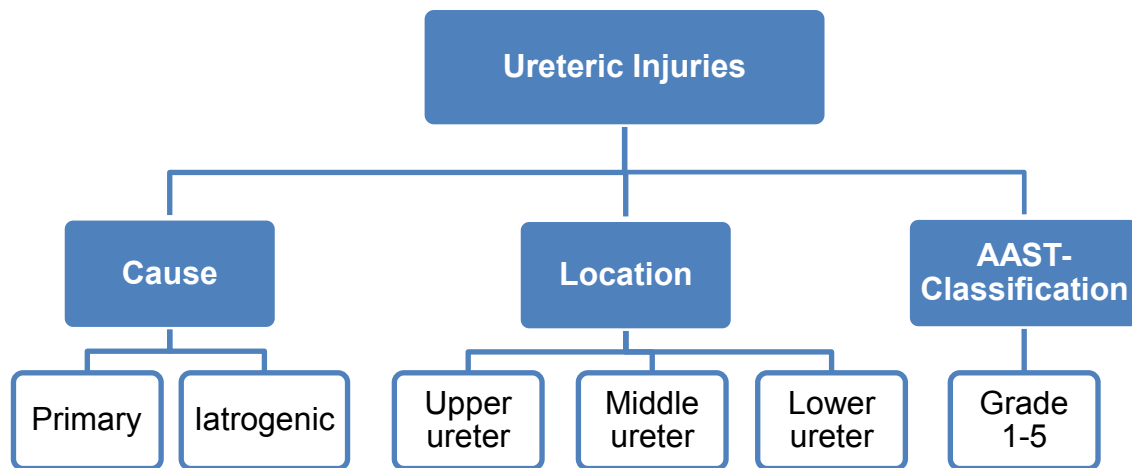 Ureteric Injuries
Cause
Location
AAST-
Classification
Primary
Iatrogenic
Upper
ureter
Middle
ureter
Lower
ureter
Grade
1-5